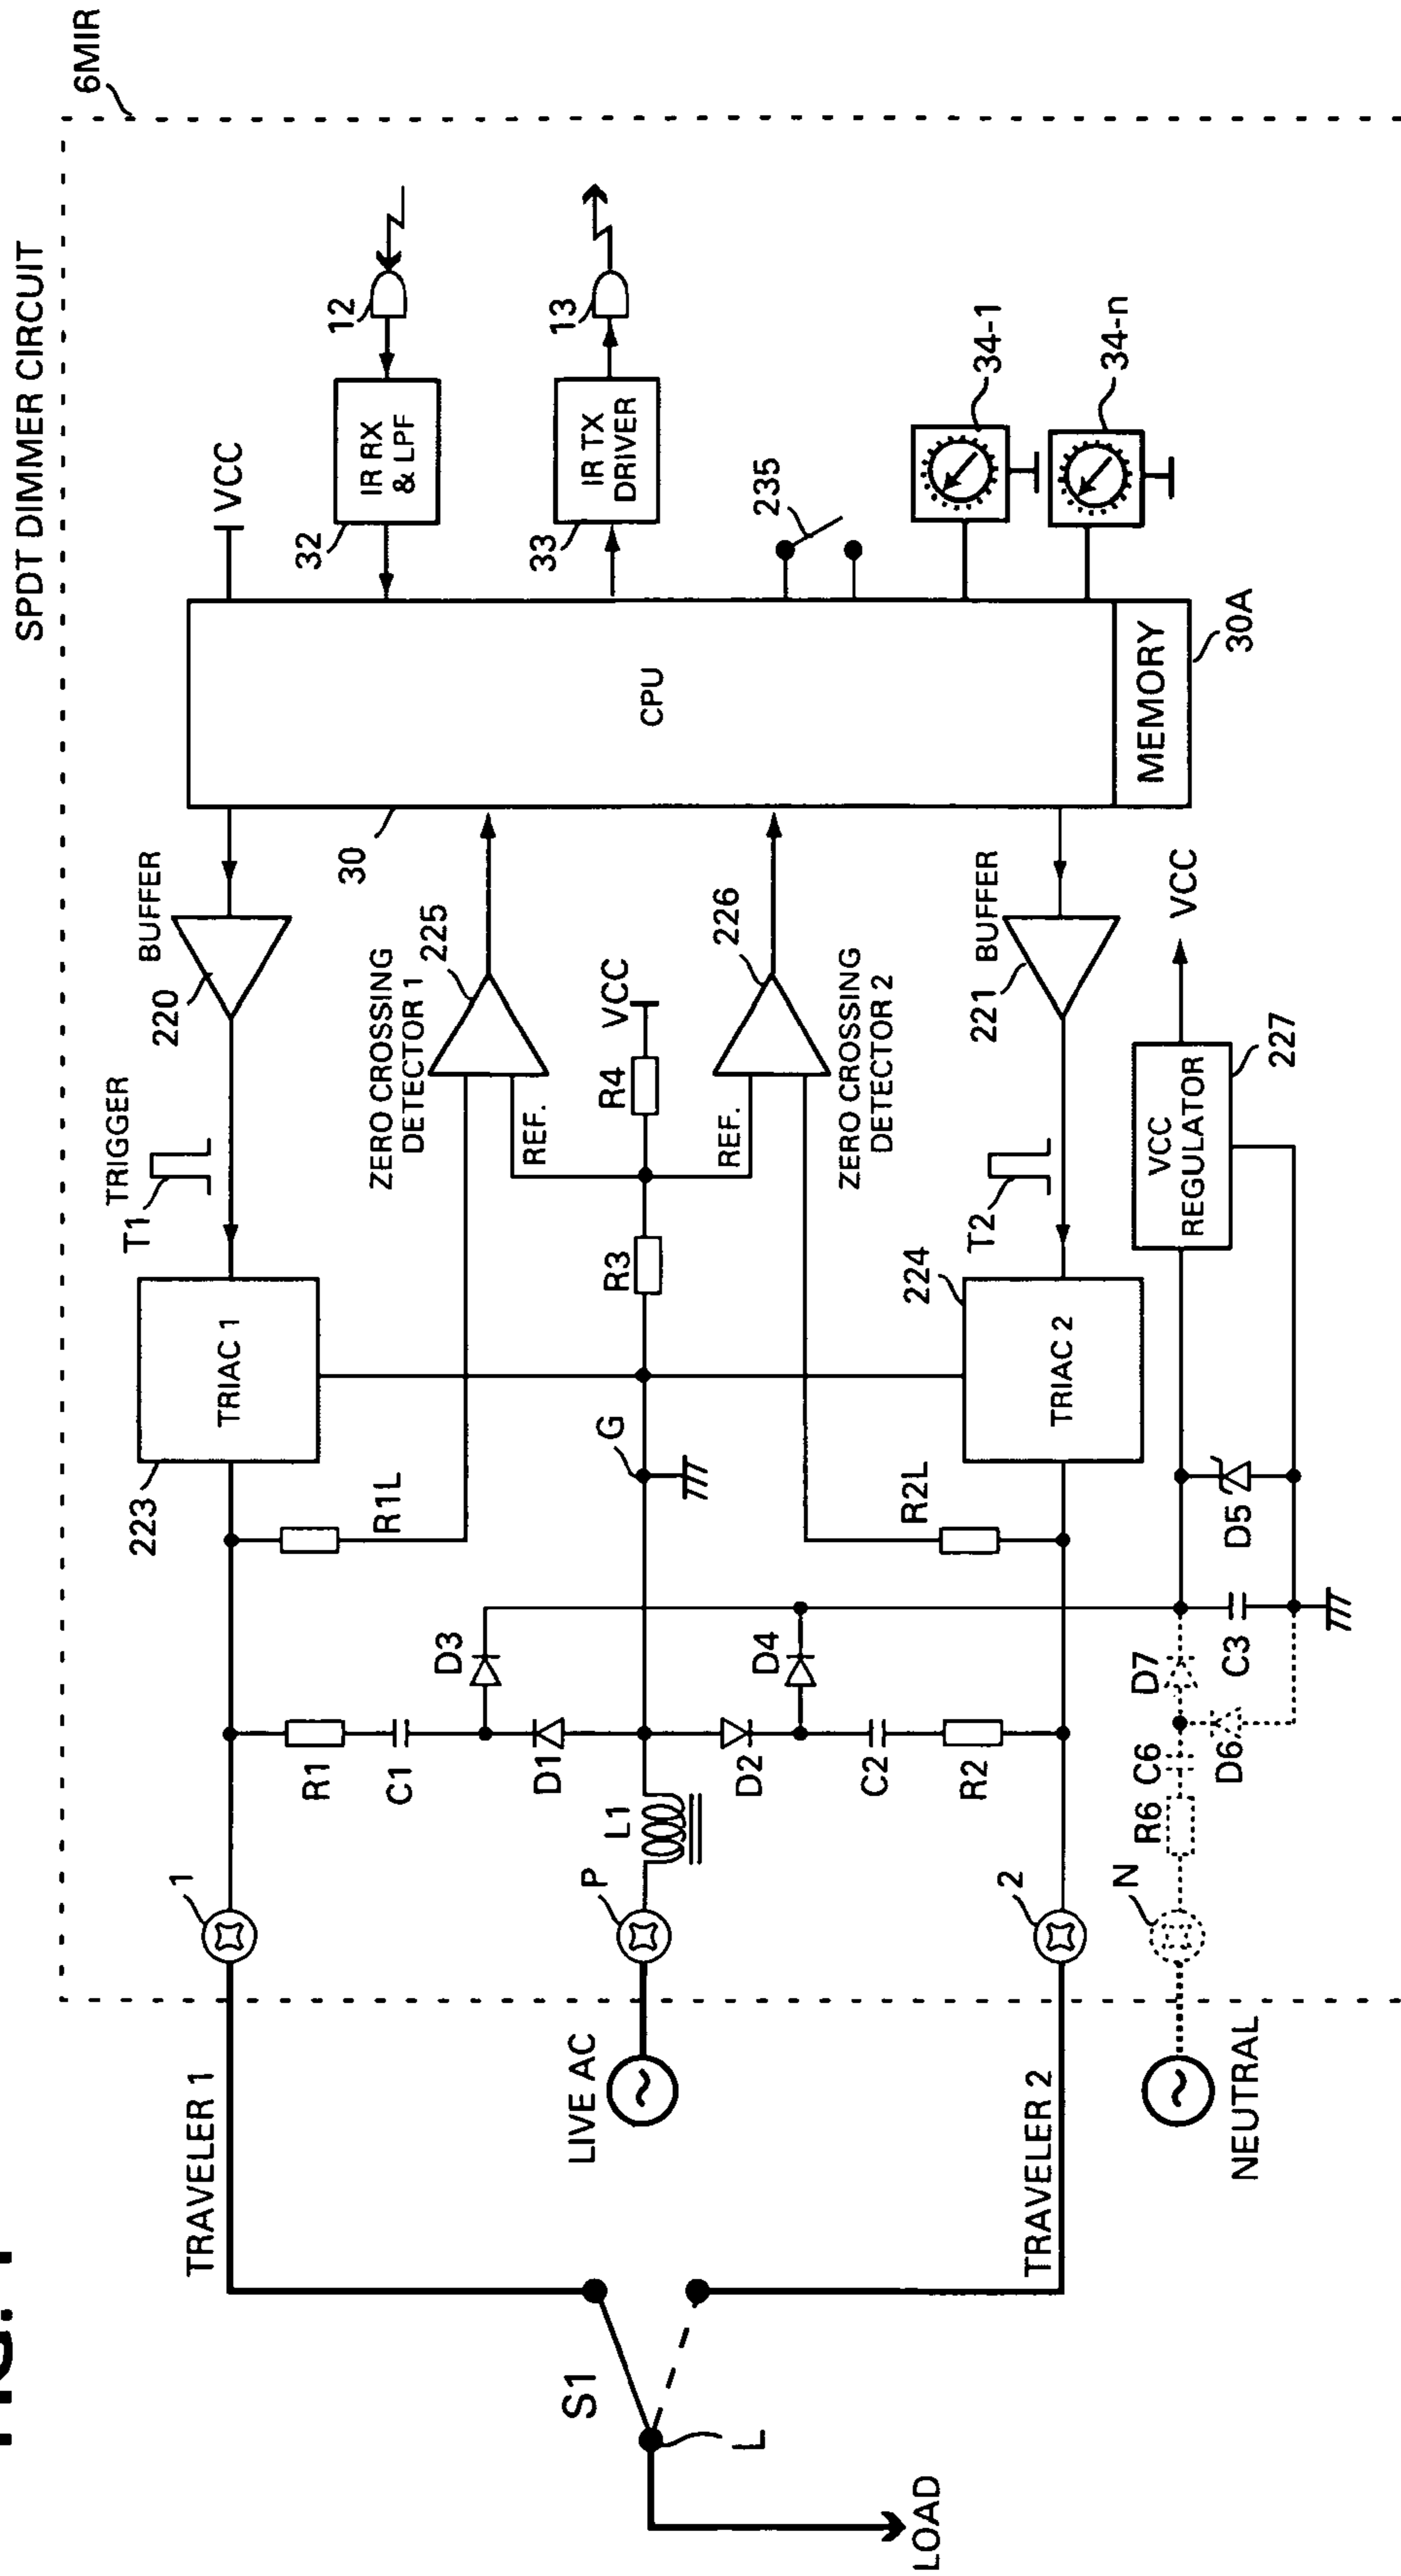 SPDT DIMMER CIRCUIT
6MIR
TRAVELER 1
1
R1
C1
D1
D3
R1L
223
TRIAC 1
T1
TRIGGER
220
BUFFER
VCC
12
32
IR RX
& LPF
33
IR TX
DRIVER
13
235
34-1
34-n
30
CPU
MEMORY
30A
ZERO CROSSING
DETECTOR 1
225
REF.
S1
L
LOAD
LIVE AC
P
L1
G
R3
R4
VCC
REF.
226
ZERO CROSSING
DETECTOR 2
D2
D4
C2
R2
R2L
224
TRIAC 2
T2
221
BUFFER
TRAVELER 2
2
NEUTRAL
N
R6
C6
D6
D7
C3
D5
VCC
REGULATOR
227
VCC